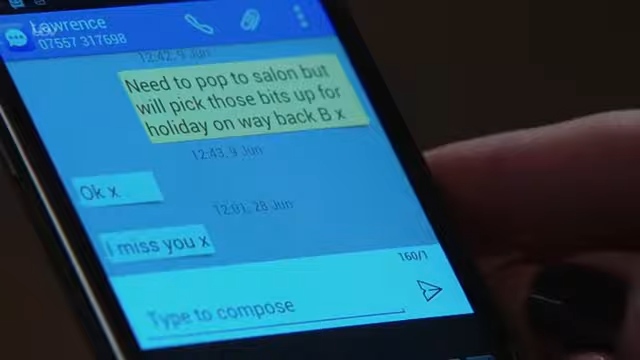 Lawrence
07557 317698
12:42, 9 Jun
Need to pop to salon but
will pick those bits up for
holiday on way back B x
12:43, 9 Jun
Ok x
12:01, 28 Jun
I miss you x
160/1
Type to compose